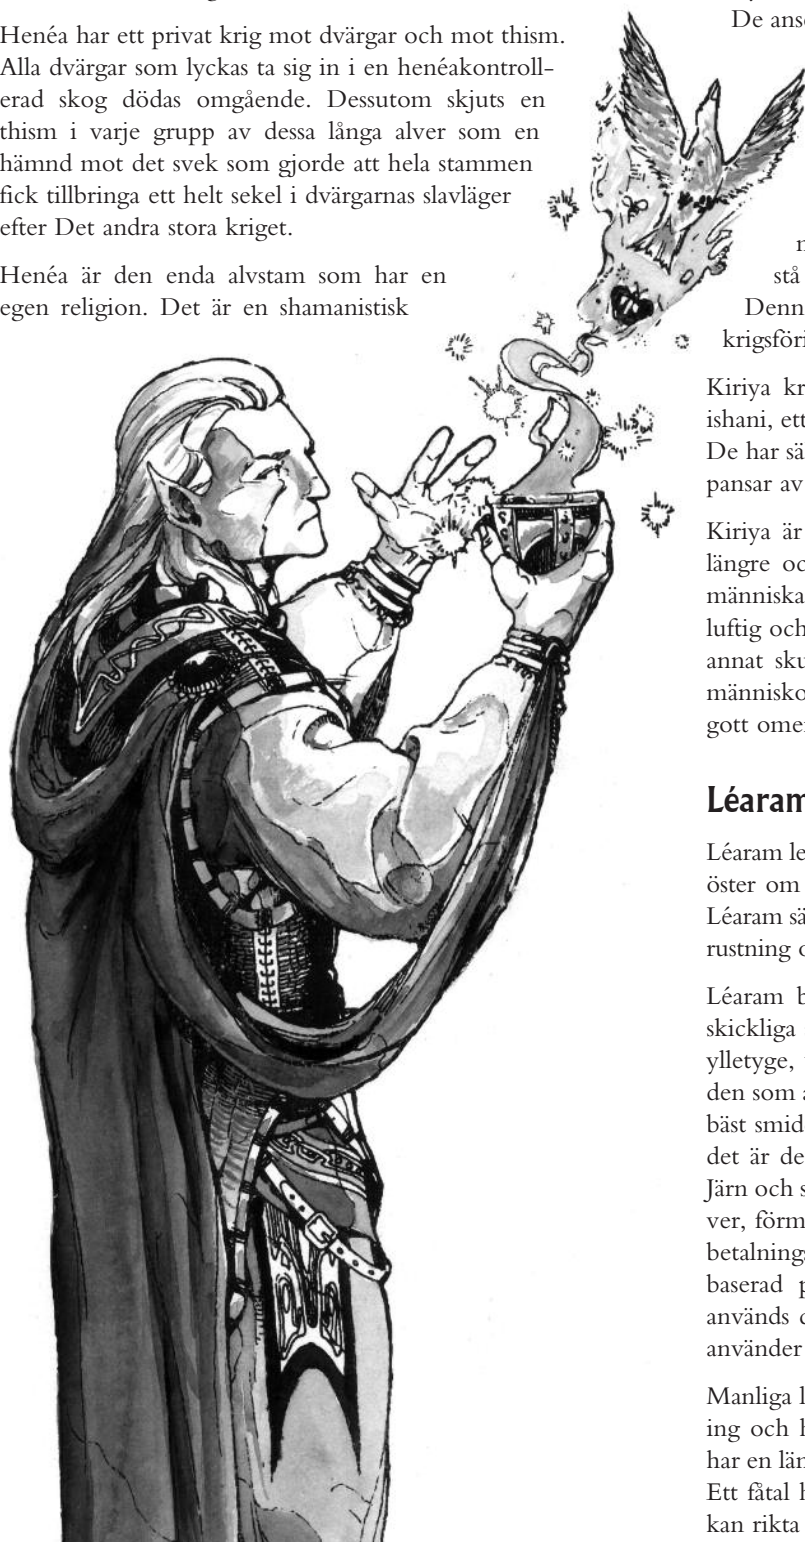 Henéa har ett privat krig mot dvärgar och mot thism.
Alla dvärgar som lyckas ta sig in i en henéakontroll-
erad skog dödas omgående. Dessutom skjuts en
thism i varje grupp av dessa långa alver som en
hämnd mot det svek som gjorde att hela stammen
fick tillbringa ett helt sekel i dvärgarnas slavläger
efter Det andra stora kriget.
Henéa är den enda alvstam som har en
egen religion. Det är en shamanistisk
De anse
stå
Denn
krigsföri
Kiriya kr
ishani, ett
De har sä
pansar av
Kiriya är
längre oc
människa
luftig och
annat sku
människo
gott ome
Léaram
Léaram le
öster om
Léaram sä
rustning o
Léaram b
skickliga
ylletyge,
den som a
bäst smid
det är de
Järn och s
ver, förm
betalnings
baserad p
används d
använder
Manliga l
ing och h
har en län
Ett fåtal h
kan rikta